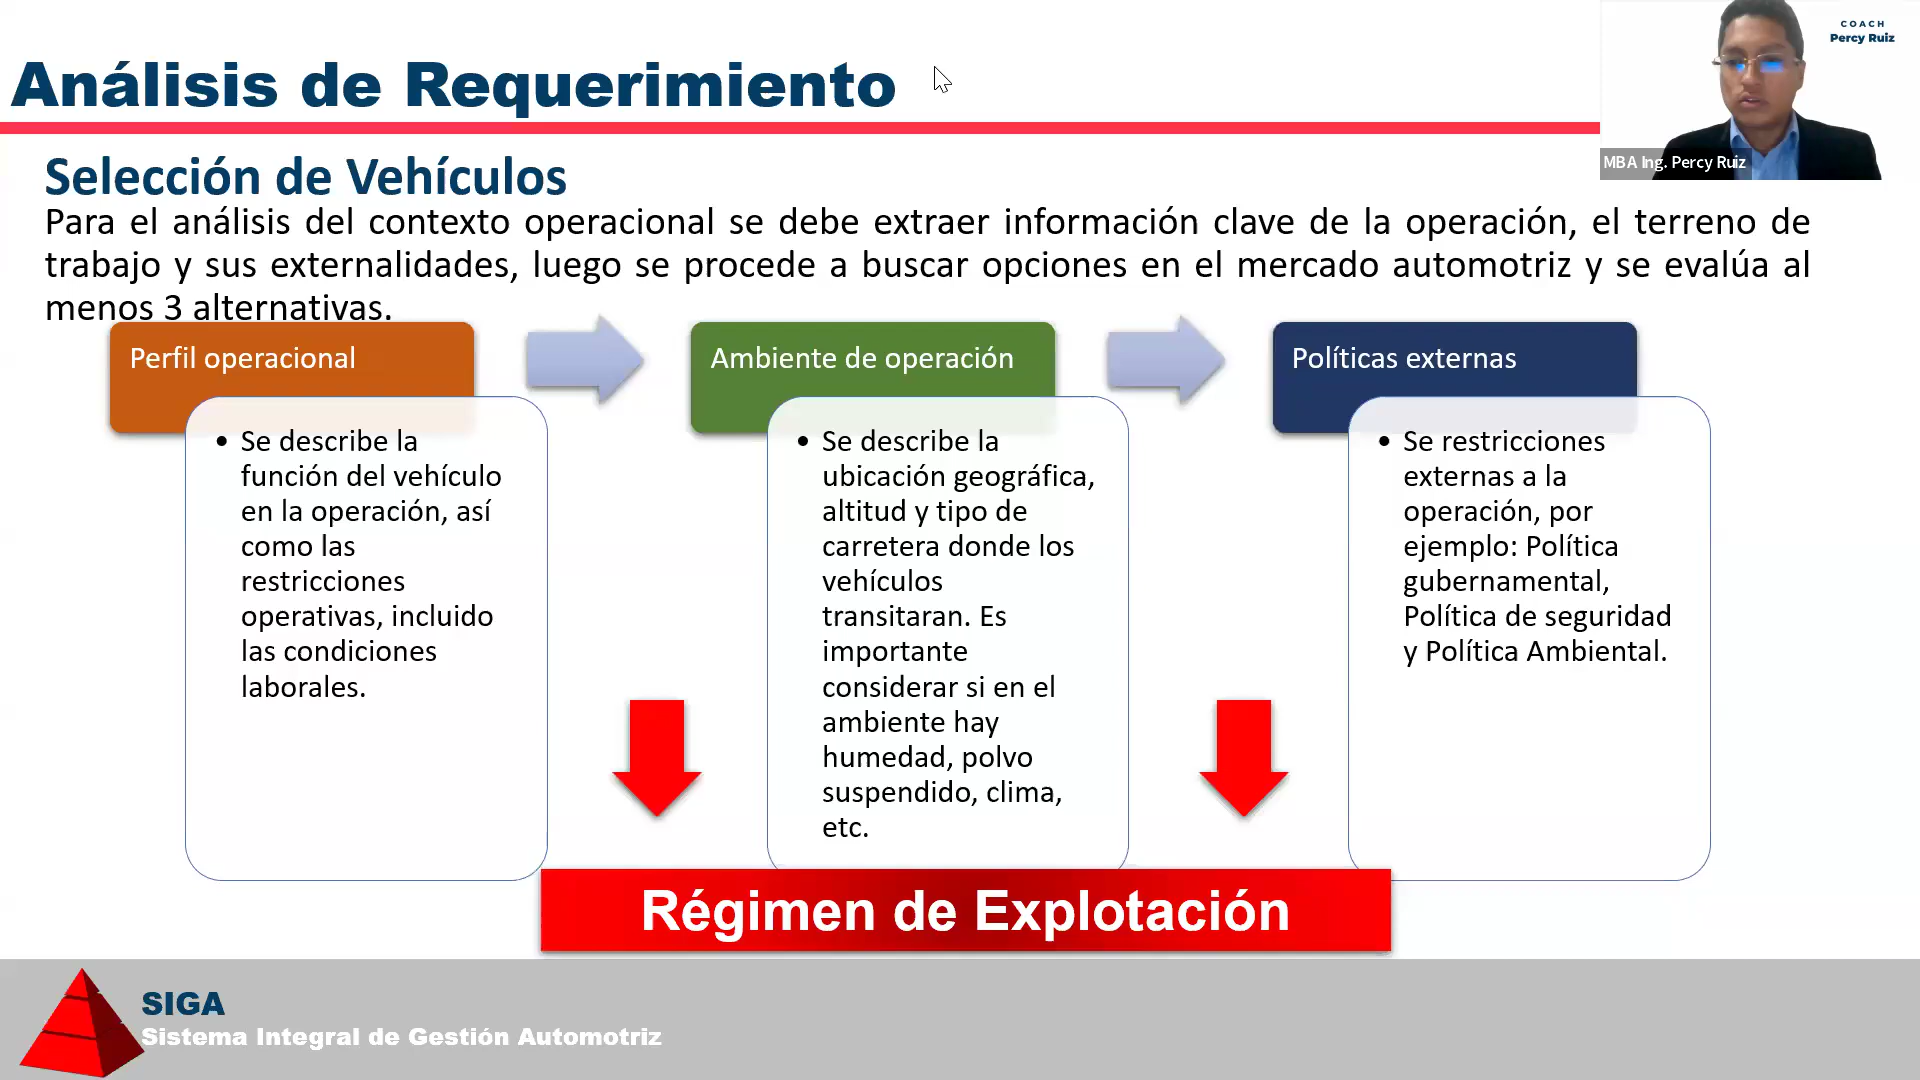 COACH
Percy Ruiz
Análisis de Requerimiento
MBA Ing. Percy Ruiz
Selección de Vehículos
Para el análisis del contexto operacional se debe extraer información clave de la operación, el terreno de
trabajo y sus externalidades, luego se procede a buscar opciones en el mercado automotriz y se evalúa al
menos 3 alternativas.
Perfil operacional
• Se describe la
función del vehículo
en la operación, así
como las
restricciones
operativas, incluido
las condiciones
laborales.
Ambiente de operación
• Se describe la
ubicación geográfica,
altitud y tipo de
carretera donde los
vehículos
transitaran. Es
importante
considerar si en el
ambiente hay
humedad, polvo
suspendido, clima,
etc.
Políticas externas
• Se restricciones
externas a la
operación, por
ejemplo: Política
gubernamental,
Política de seguridad
y Política Ambiental.
Régimen de Explotación
SIGA
Sistema Integral de Gestión Automotriz